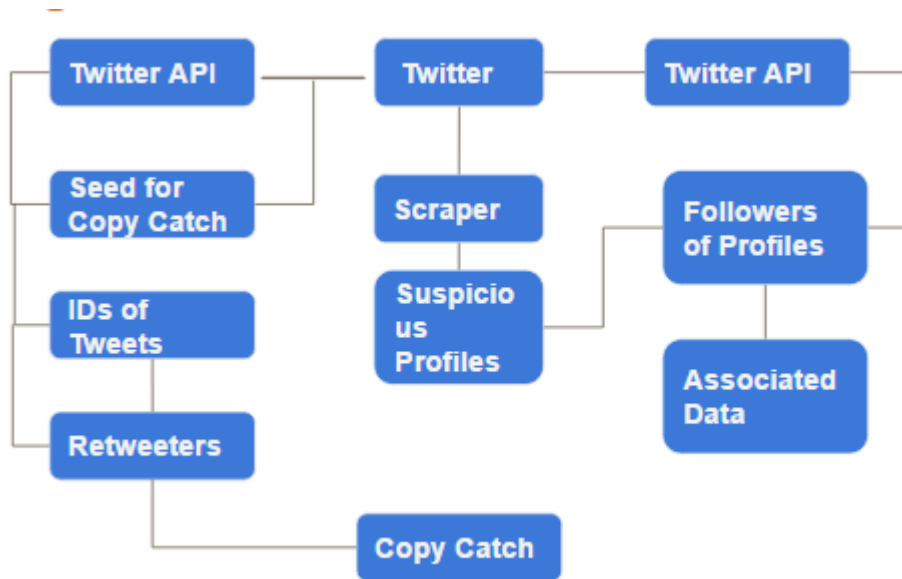 Twitter API
Twitter
Twitter API
Seed for
Copy Catch
Scraper
Followers
of Profiles
IDs of
Tweets
Suspicio
us
Profiles
Associated
Data
Retweeters
Copy Catch